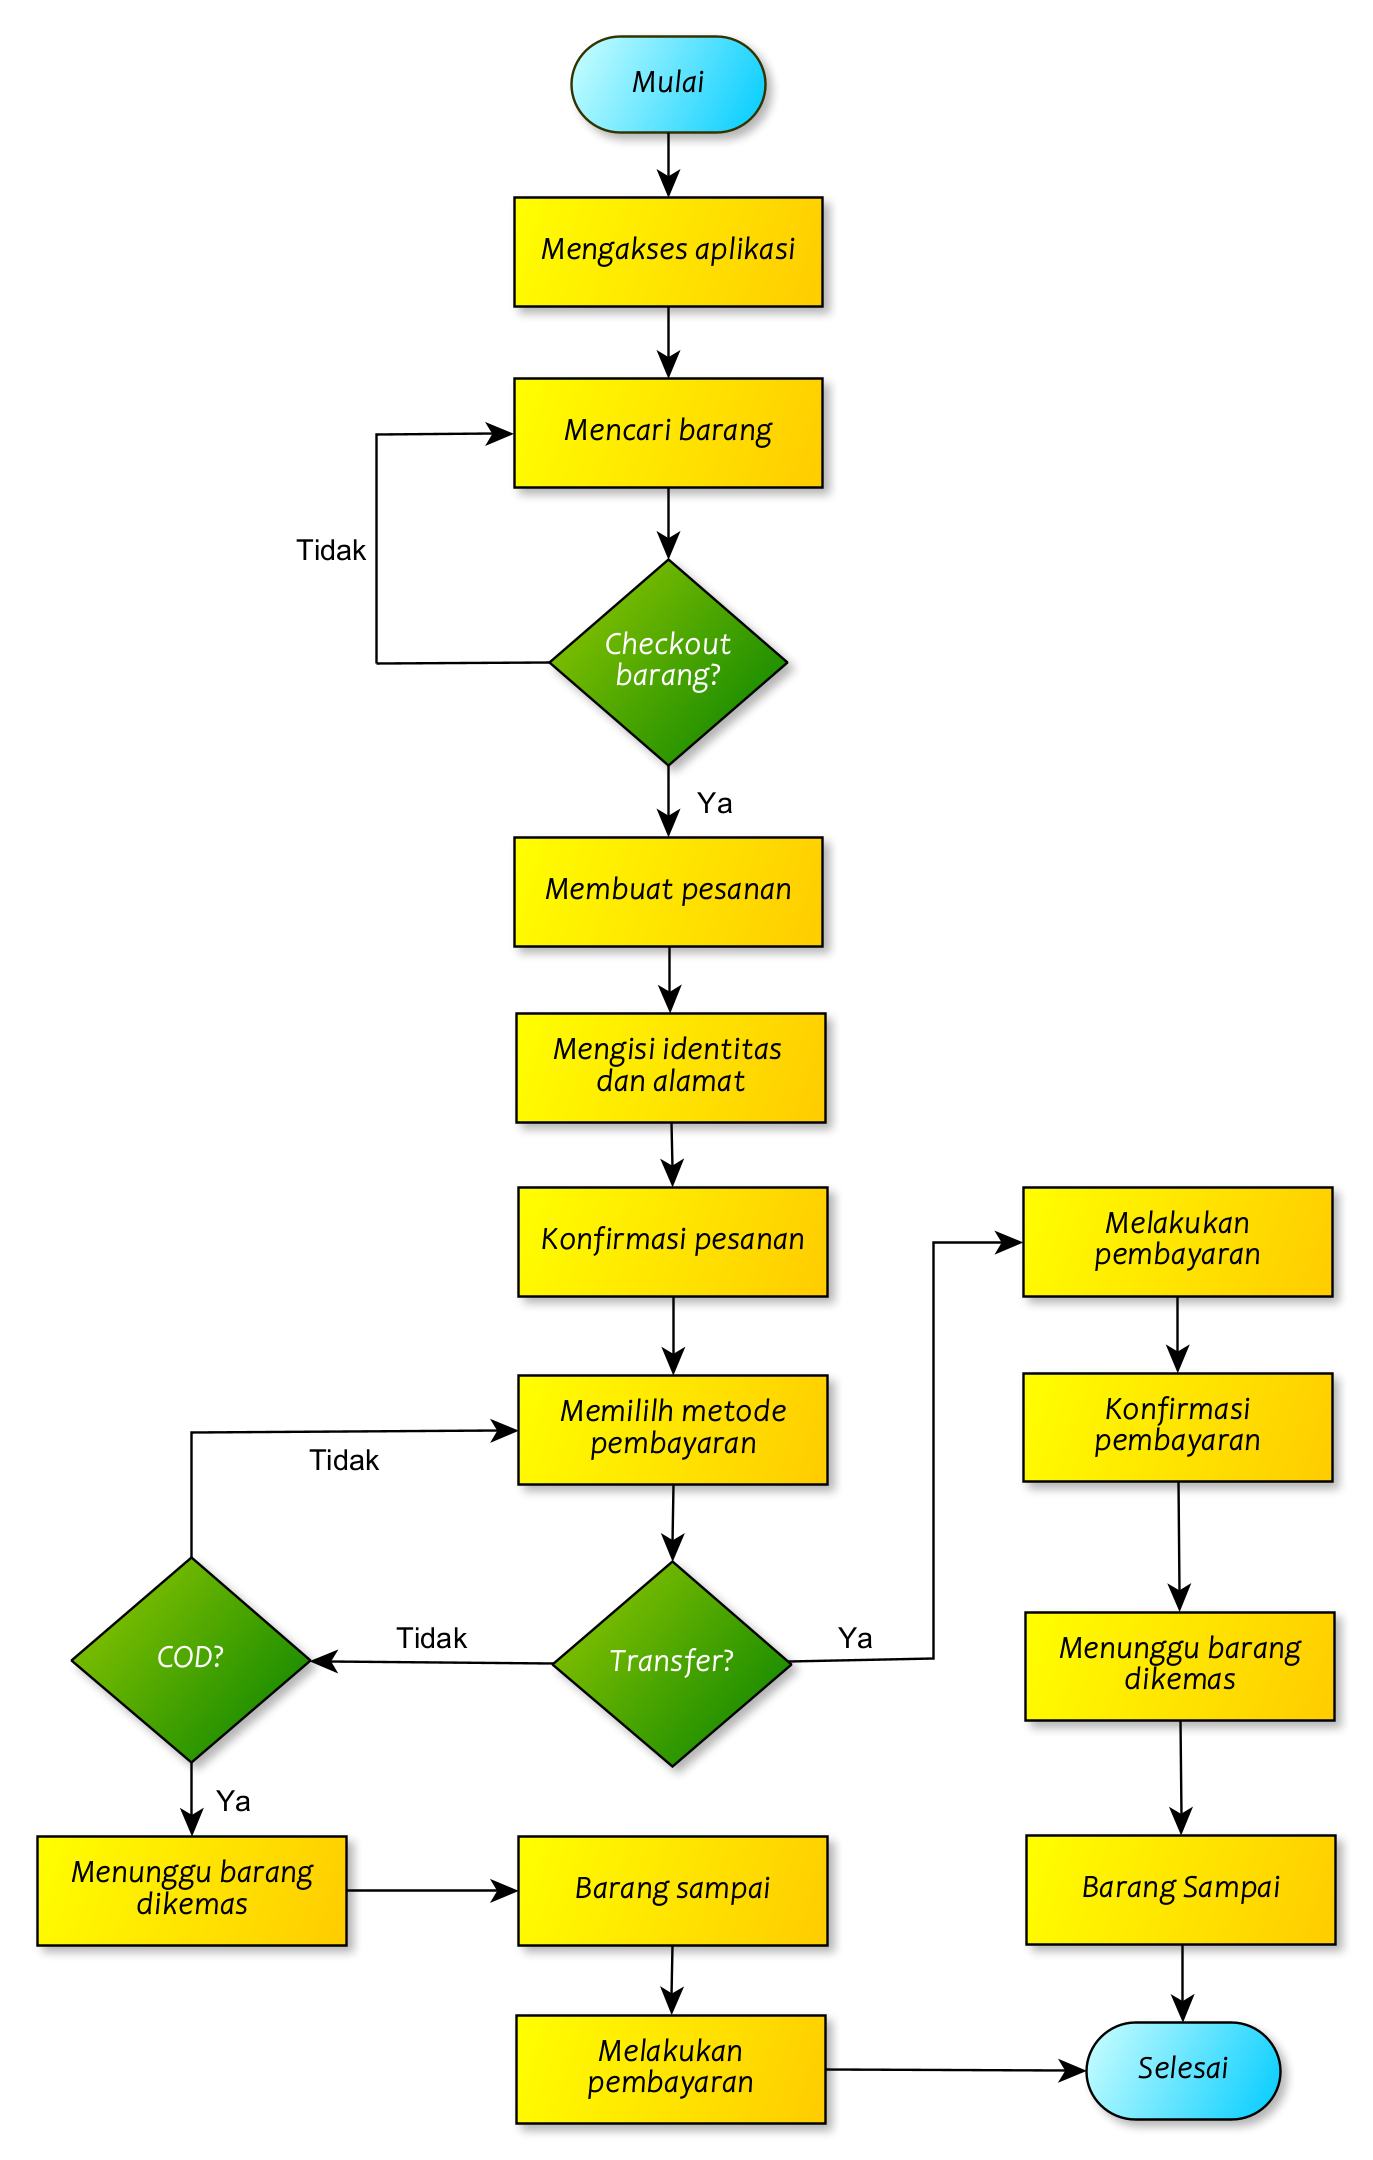 Mulai
Mengakses aplikasi
Mencari barang
Tidak
Checkout
barang?
Ya
Membuat pesanan
Mengisi identitas
dan alamat
Konfirmasi pesanan
Memililh metode
pembayaran
Tidak
Transfer?
Tidak
COD?
Ya
Menunggu barang
dikemas
Barang sampai
Melakukan
pembayaran
Ya
Melakukan
pembayaran
Konfirmasi
pembayaran
Menunggu barang
dikemas
Barang Sampai
Selesai